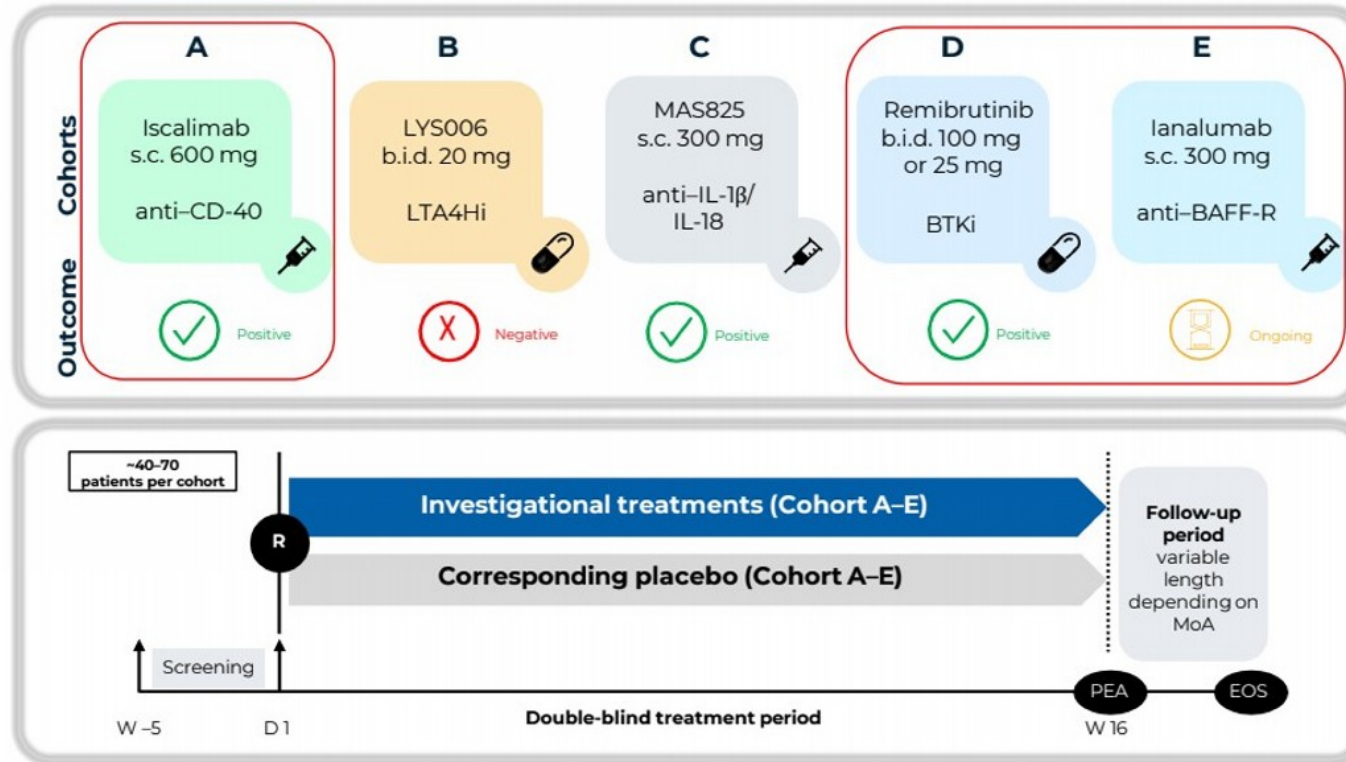 A
B
C
D
E
Cohorts
Iscalimab
s.c. 600 mg
anti–CD-40
LYS006
b.i.d. 20 mg
LTA4Hi
MAS825
s.c. 300 mg
anti–IL-1β/
IL-18
Remibrutinib
b.i.d. 100 mg
or 25 mg
BTKi
Ianalumab
s.c. 300 mg
anti–BAFF-R
Outcome
Positive
X
Negative
Positive
Positive
Ongoing
~40–70
patients per cohort
R
Investigational treatments (Cohort A–E)
Corresponding placebo (Cohort A–E)
Follow-up
period
variable
length
depending on
MoA
Screening
PEA
EOS
W –5
D 1
Double-blind treatment period
W 16